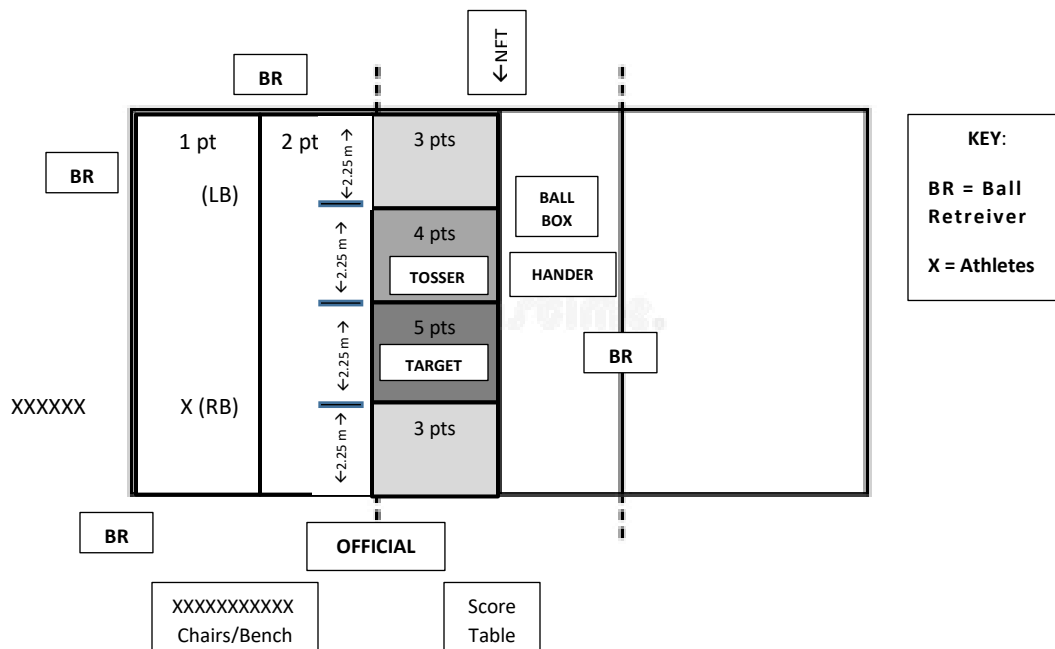 ←NFT
BR
1 pt
2 pt
3 pts
KEY:
BR
(LB)
←2.25 m→
BALL
BOX
BR = Ball
Retreiver
4 pts
←2.25 m→
TOSSER
HANDER
X = Athletes
5 pts
←2.25 m→
TARGET
BR
XXXXXX
X (RB)
3 pts
←2.25 m→
BR
OFFICIAL
XXXXXXXXXXX
Chairs/Bench
Score
Table